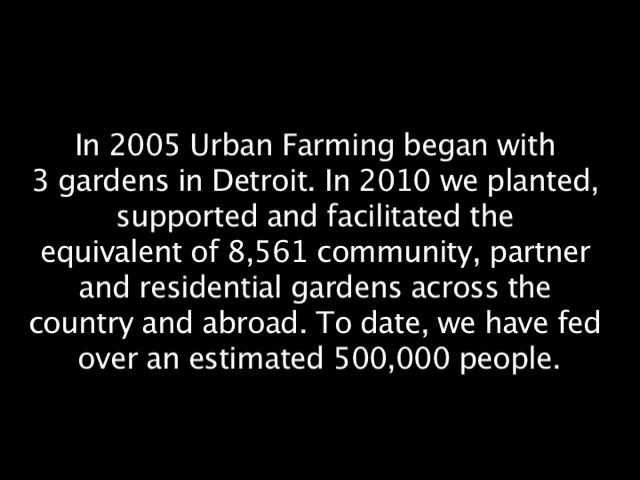 In 2005 Urban Farming began with
3 gardens in Detroit. In 2010 we planted,
supported and facilitated the
equivalent of 8,561 community, partner
and residential gardens across the
country and abroad. To date, we have fed
over an estimated 500,000 people.